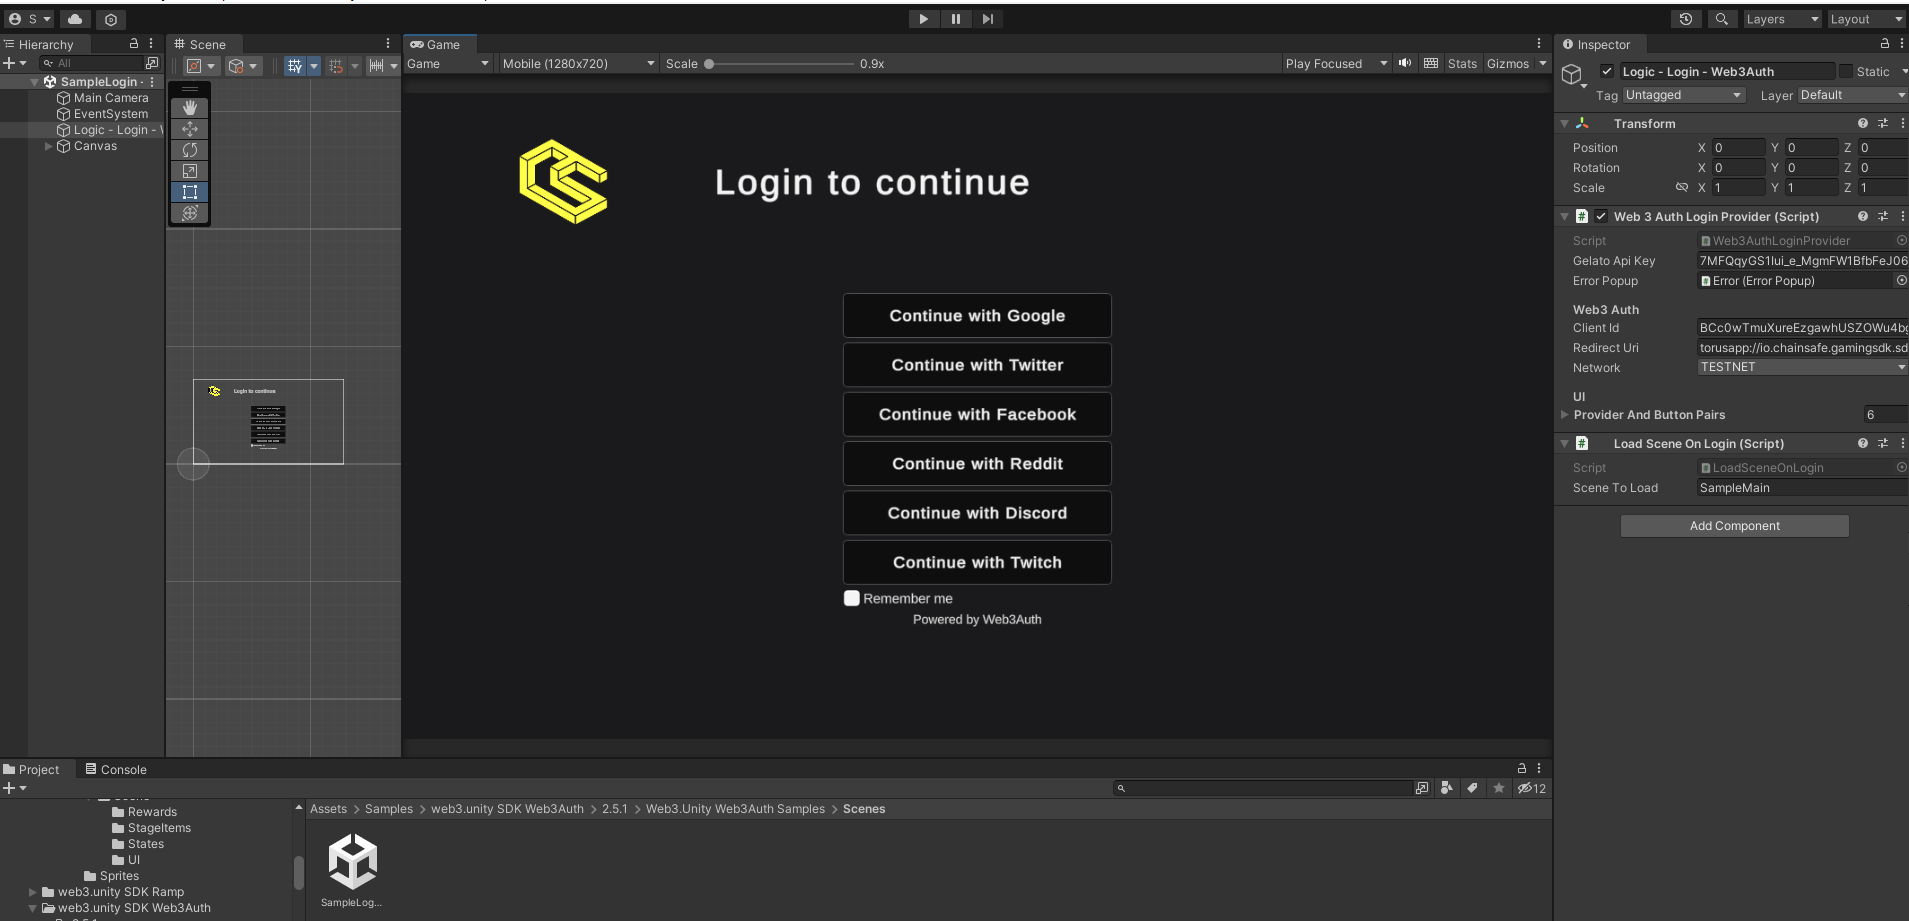 S
Layers
Layout
Hierarchy
All
SampleLogin
Main Camera
EventSystem
Logic - Login -
Canvas
Scene
Game
Game
Mobile (1280x720)
Scale
0.9x
Play Focused
Stats
Gizmos
Login to continue
Continue with Google
Continue with Twitter
Continue with Facebook
Continue with Reddit
Continue with Discord
Continue with Twitch
Remember me
Powered by Web3Auth
Login to continue
Inspector
Logic - Login - Web3Auth
Static
Tag
Untagged
Layer
Default
Transform
Position X 0 Y 0 Z 0
Rotation X 0 Y 0 Z 0
Scale X 1 Y 1 Z 1
Web 3 Auth Login Provider (Script)
Script
Web3AuthLoginProvider
Gelato Api Key
7MFQqyGS1Iui_e_MgmFW1BfbFeJ06
Error Popup
Error (Error Popup)
Web3 Auth
Client Id
BCc0wTmuXureEzgawhUSZOWu4b
Redirect Uri
torusapp://io.chainsafe.gamingsdk.sd
Network
TESTNET
UI
Provider And Button Pairs
6
Load Scene On Login (Script)
Script
LoadSceneOnLogin
Scene To Load
SampleMain
Add Component
Project
Console
12
Rewards
StageItems
States
UI
Sprites
web3.unity SDK Ramp
web3.unity SDK Web3Auth
Assets > Samples > web3.unity SDK Web3Auth > 2.5.1 > Web3.Unity Web3Auth Samples > Scenes
SampleLog...